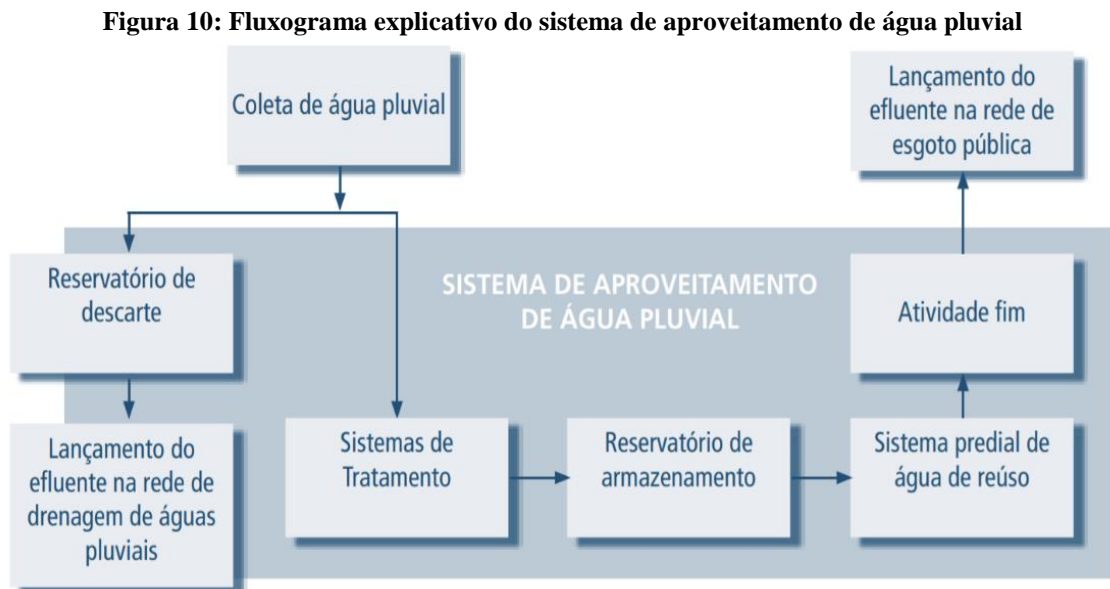 Figura 10: Fluxograma explicativo do sistema de aproveitamento de água pluvial
Coleta de água pluvial
Lançamento do
efluente na rede de
esgoto pública
Reservatório de
descarte
SISTEMA DE APROVEITAMENTO
DE ÁGUA PLUVIAL
Atividade fim
Lançamento do
efluente na rede de
drenagem de águas
pluviais
Sistemas de
Tratamento
Reservatório de
armazenamento
Sistema predial de
água de reúso